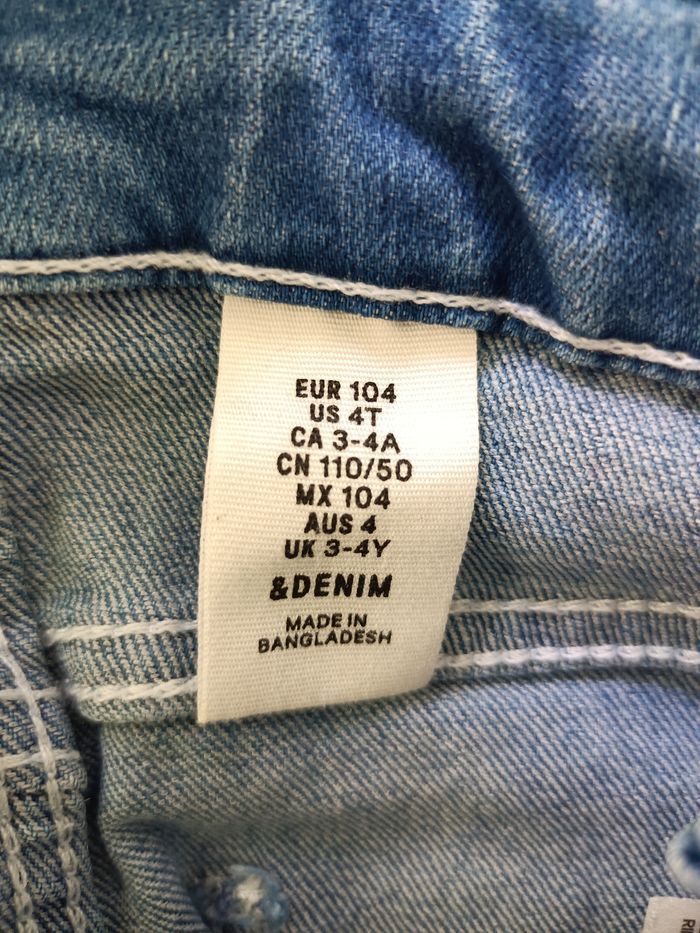 EUR 104
US 4T
CA 3-4A
CN 110/50
MX 104
AUS 4
UK 3-4Y
&DENIM
MADE IN
BANGLADESH